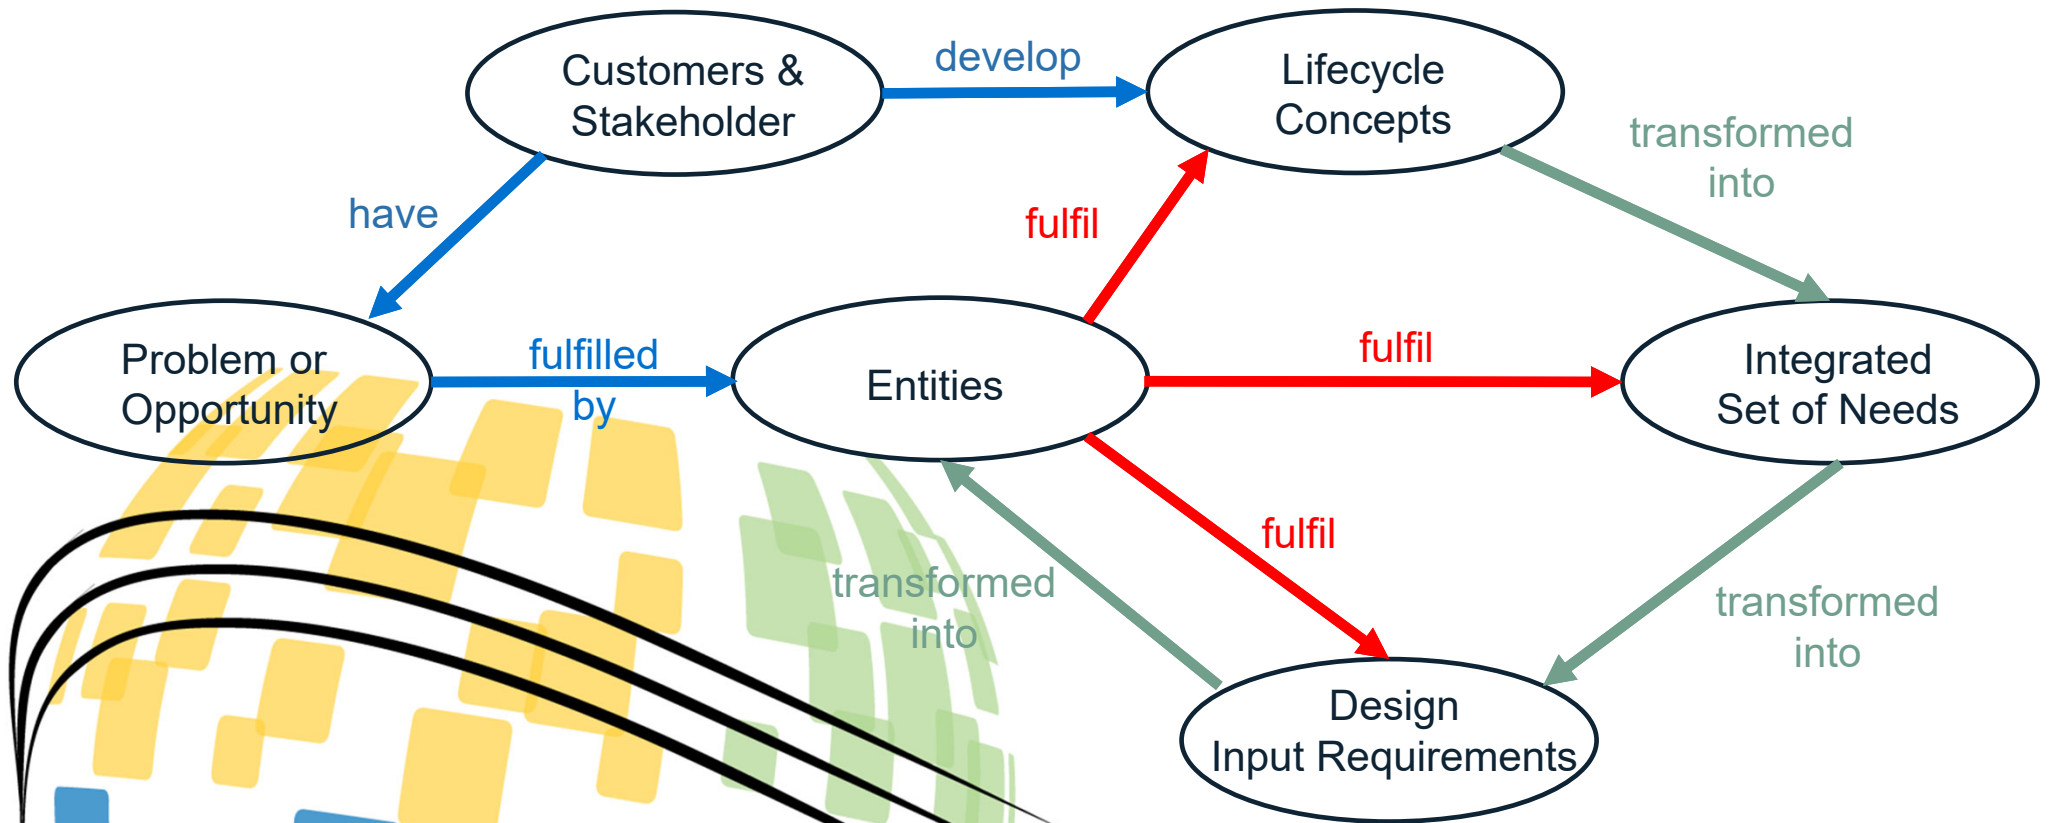 Customers &
Stakeholder
develop
Lifecycle
Concepts
transformed
into
have
fulfil
Problem or
Opportunity
fulfilled
by
Entities
fulfil
Integrated
Set of Needs
fulfil
transformed
into
transformed
into
Design
Input Requirements